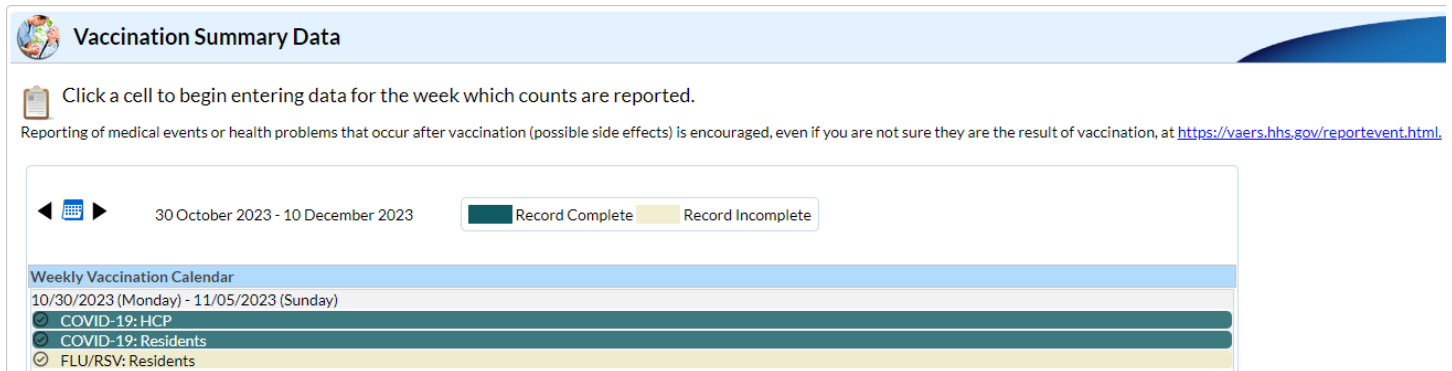 Vaccination Summary Data
Click a cell to begin entering data for the week which counts are reported.
Reporting of medical events or health problems that occur after vaccination (possible side effects) is encouraged, even if you are not sure they are the result of vaccination, at https://vaers.hhs.gov/reportevent.html.
30 October 2023 - 10 December 2023 Record Complete Record Incomplete
Weekly Vaccination Calendar
10/30/2023 (Monday) - 11/05/2023 (Sunday)
COVID-19: HCP
COVID-19: Residents
FLU/RSV: Residents